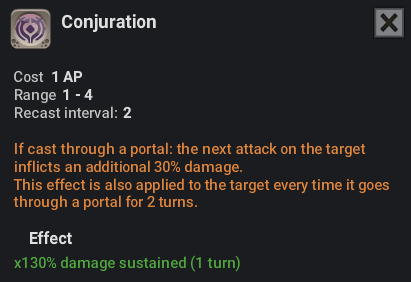 Conjuration
Cost 1 AP
Range 1 - 4
Recast interval: 2
If cast through a portal: the next attack on the target
inflicts an additional 30% damage.
This effect is also applied to the target every time it goes
through a portal for 2 turns.
Effect
x130% damage sustained (1 turn)